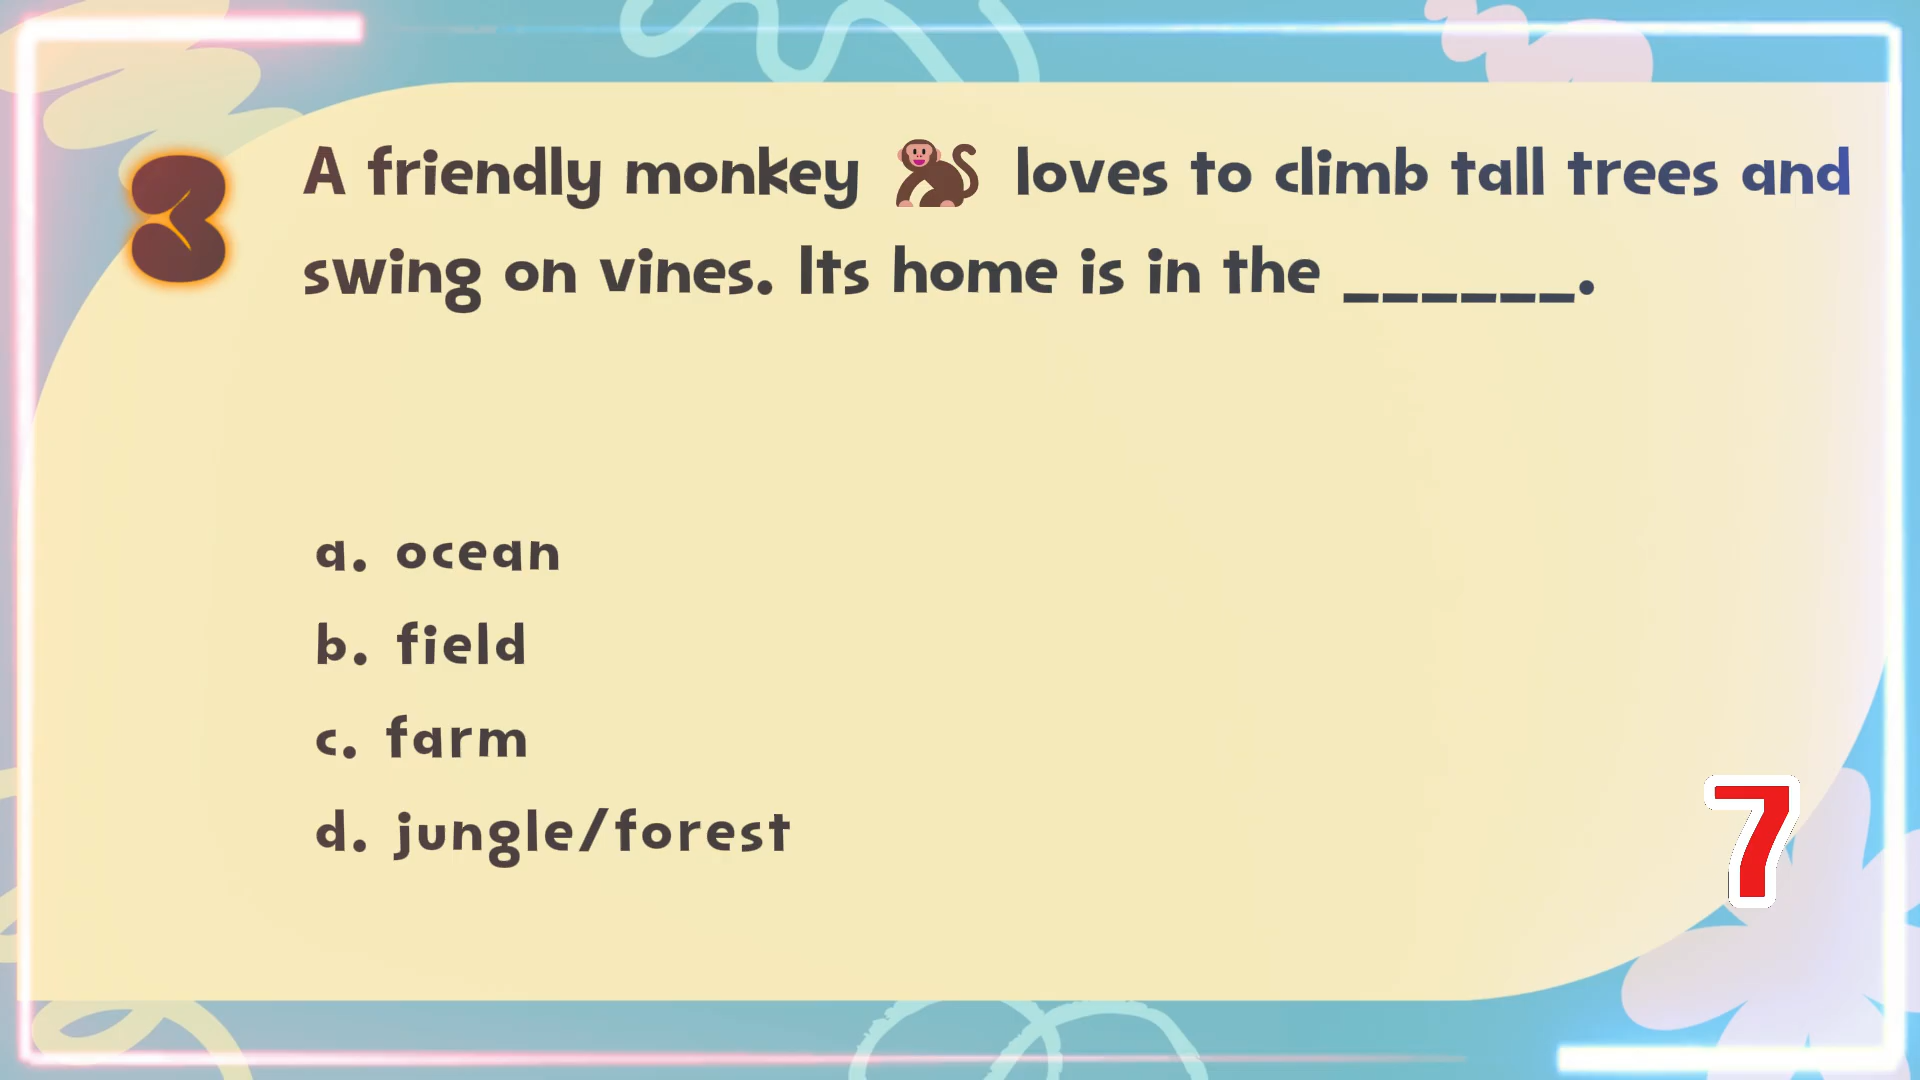 3
A friendly monkey 🐒 loves to climb tall trees and
swing on vines. Its home is in the ______.
a. ocean
b. field
c. farm
d. jungle/forest
7